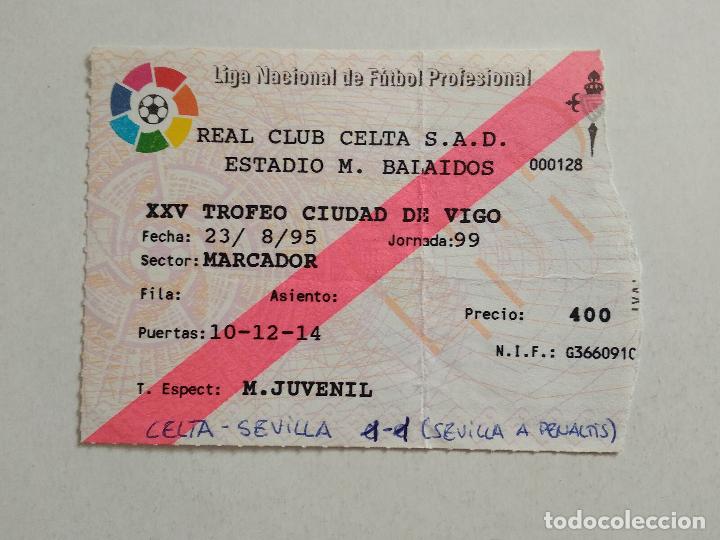 Liga Nacional de Fútbol Profesional
REAL CLUB CELTA S.A.D.
ESTADIO M. BALAIDOS 000128
XXV TROFEO CIUDAD DE VIGO
Fecha: 23/ 8/95 Jornada:99
Sector: MARCADOR
Fila: Asiento:
Precio: 400
Puertas: 10-12-14
N.I.F.: G366091
T. Espect: M.JUVENIL
CELTA - SEVILLA 1-1 (SEVILLA A PENALTIS)
todocoleccion